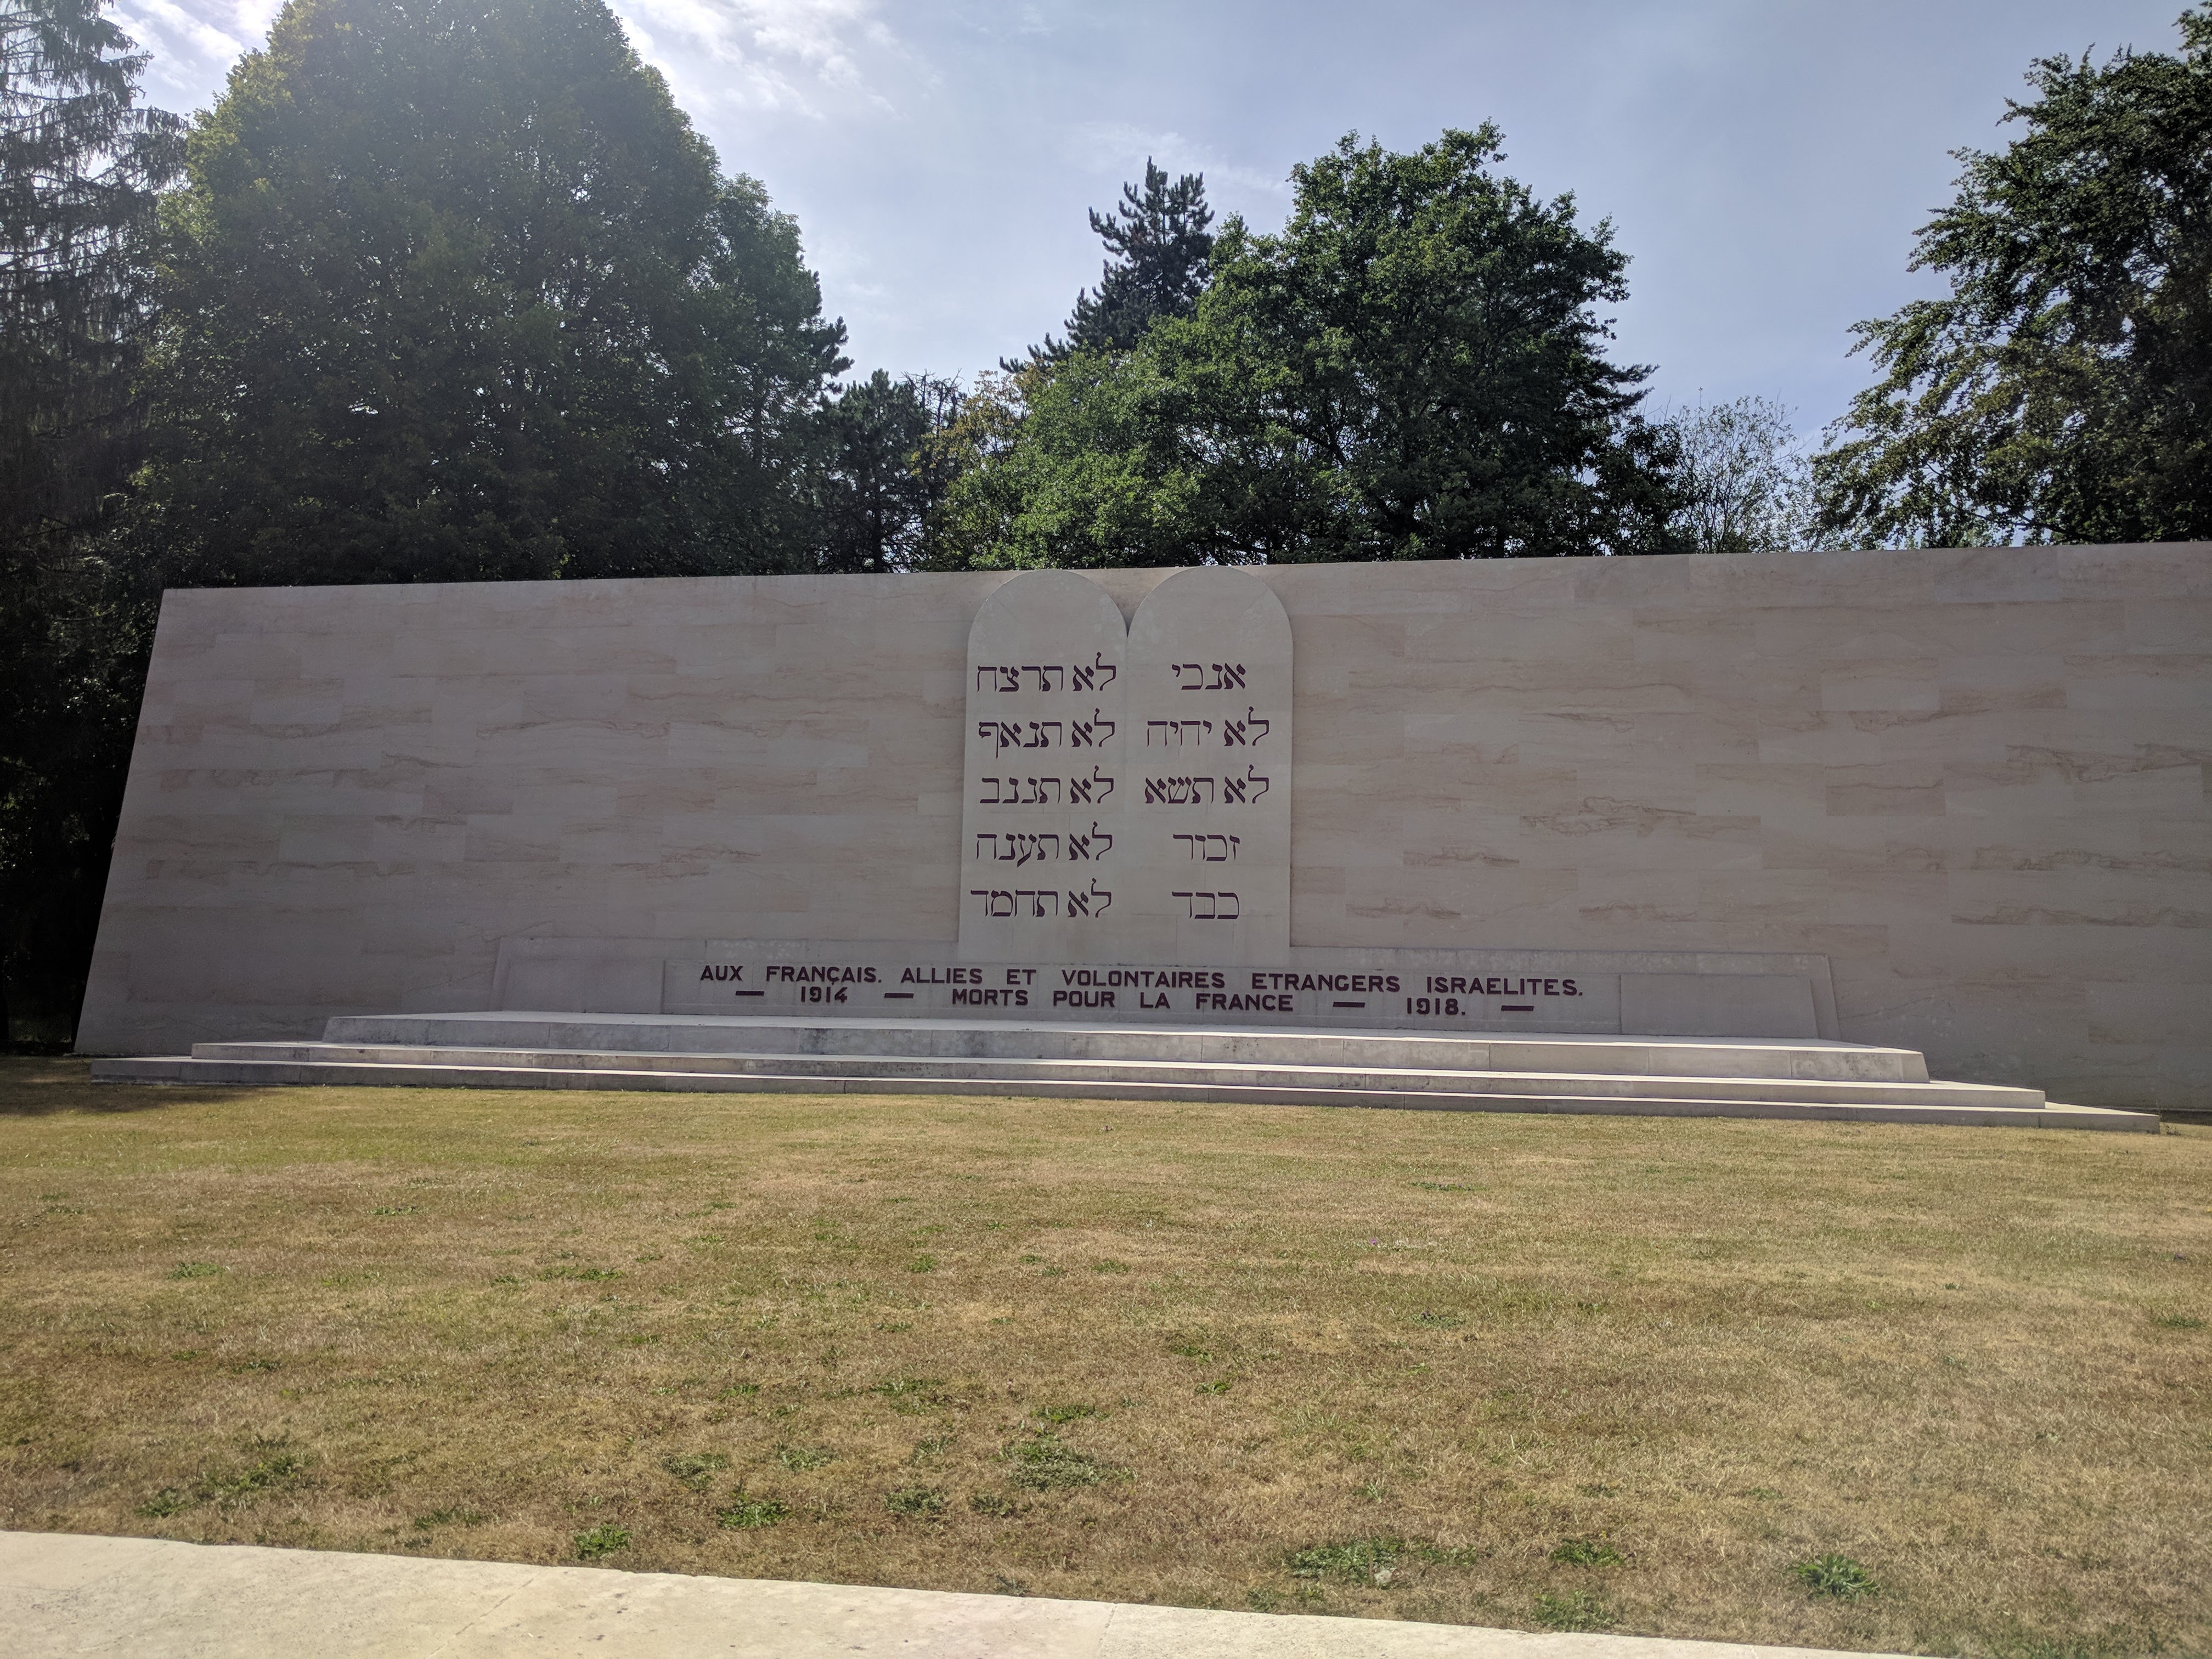 אנכי
לא יהיה
לא תשא
זכור
כבד
לא תרצח
לא תנאף
לא תגנב
לא תענה
לא תחמד
AUX FRANÇAIS. ALLIES ET VOLONTAIRES ETRANGERS ISRAELITES.
— 1914 — MORTS POUR LA FRANCE — 1918. —